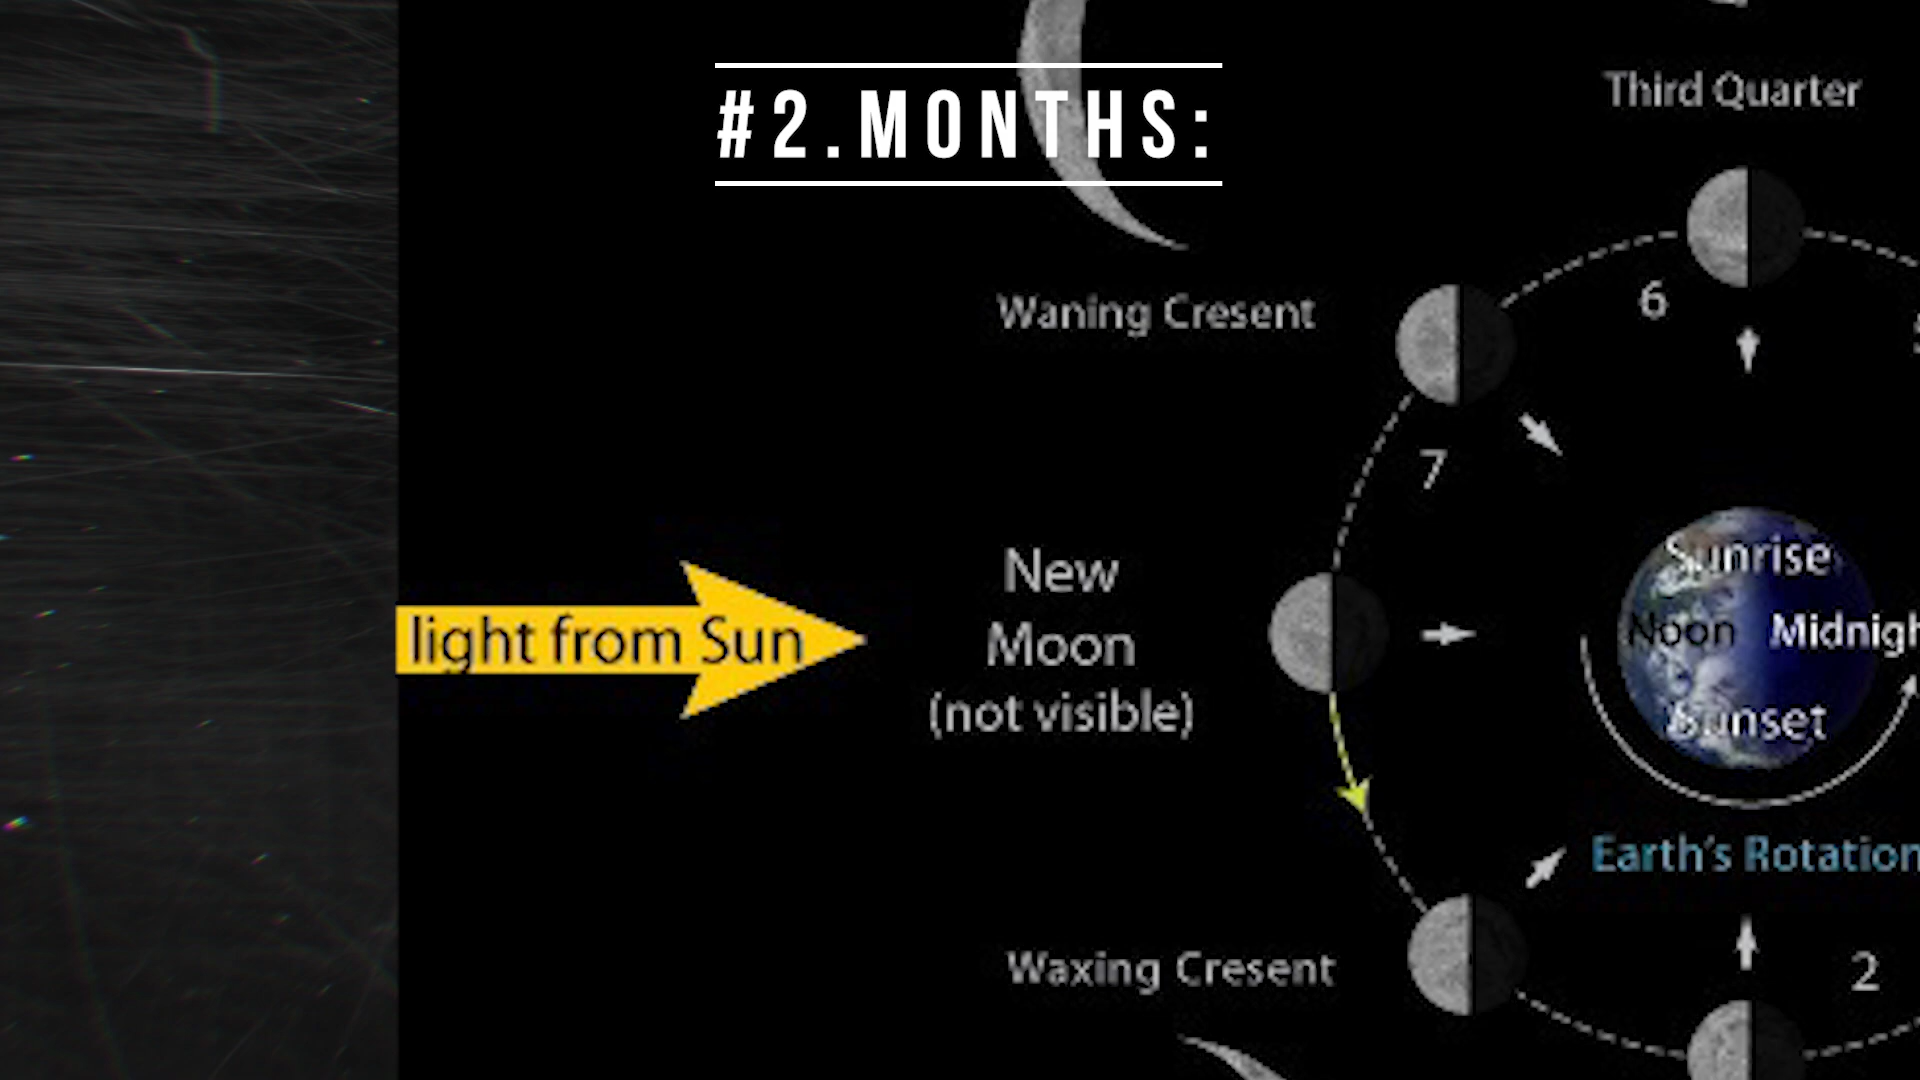 #2.MONTHS:
Third Quarter
Waning Cresent
6
7
New
Moon
(not visible)
light from Sun
Sunrise
Noon
Sunset
Earth's Rotation
Waxing Cresent
2